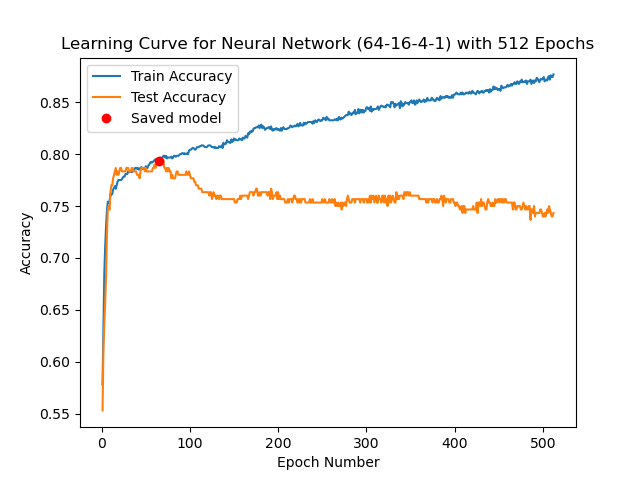 Learning Curve for Neural Network (64-16-4-1) with 512 Epochs
Train Accuracy
Test Accuracy
Saved model
0.85
0.80
0.75
0.70
0.65
0.60
0.55
Accuracy
0 100 200 300 400 500
Epoch Number